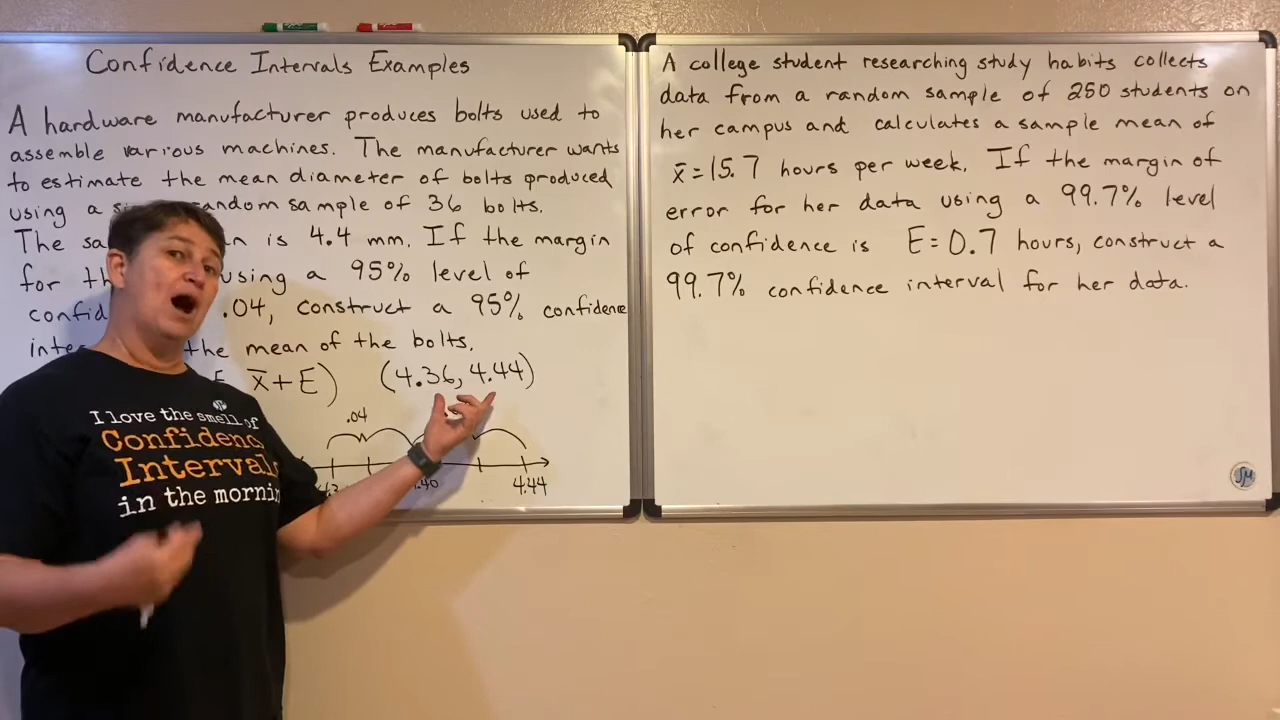 Confidence Intervals Examples
A hardware manufacturer produces bolts used to
assemble various machines. The manufacturer wants
to estimate the mean diameter of bolts produced
using a random sample of 36 bolts.
The sa n is 4.4 mm. If the margin
for th using a 95% level of
confid .04, construct a 95% confidence
inte the mean of the bolts.
E x̄+E) (4.36, 4.44)
.04
.40 4.44
I love the smell of
Confidenc
Intervals
in the mornin
A college student researching study habits collects
data from a random sample of 250 students on
her campus and calculates a sample mean of
x̄=15.7 hours per week. If the margin of
error for her data using a 99.7% level
of confidence is E=0.7 hours, construct a
99.7% confidence interval for her data.